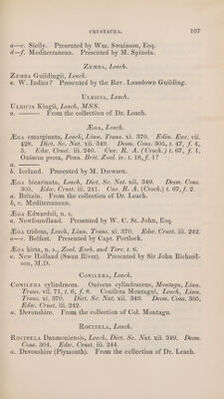 CRUSTACEA. 107
a—c. Sicily. Presented by Wm. Swainson, Esq.
d—f. Mediterranean. Presented by M. Spinola.
ZUMBA, Leach.
ZUMBA Guildingii, Leach.
a. W. Indies? Presented by the Rev. Lansdown Guilding.
ULRICIA, Leach.
ULRICIA Kingii, Leach, MSS.
a. ——— From the collection of Dr. Leach.
ÆGA, Leach.
ÆGA emarginata, Leach, Linn. Trans. xi. 370. Edin. Enc. vii.
428. Dict. Sc. Nat. xii. 349. Desm. Cons. 305, t. 47, f. 4,
5. Edw. Crust. iii. 240. Cuv. R. A. (Croch.) t. 67, f. 1.
Oniscus psora, Penn. Brit. Zool. iv. t. 18, f. 1?
a. ———
b. Iceland. Presented by M. Drewsen.
ÆGA bicarinata, Leach, Dict. Sc. Nat. xii. 349. Desm. Cons.
305. Edw. Crust. iii. 241. Cuv. R. A. (Croch.) t. 67, f. 2.
a. Britain. From the collection of Dr. Leach.
b, c. Mediterranean.
ÆGA Edwardsii, n. s.
a. Newfoundland. Presented by W. C. St. John, Esq.
ÆGA tridens, Leach, Linn. Trans. xi. 370. Edw. Crust. iii. 242.
a—c. Belfast. Presented by Capt. Portlock.
ÆGA hirta, n. s., Zool. Ereb. and Terr. t. 6.
a. New Holland (Swan River). Presented by Sir John Richard-
son, M.D.
CONILERA, Leach.
CONILERA cylindracea. Oniscus cylindraceus, Montagu, Linn.
Trans. vii. 71, t. 6, f. 8. Conilera Montagui, Leach, Linn.
Trans. xi. 370. Dict. Sc. Nat. xii. 349. Desm. Cons. 305.
Edw. Crust. iii. 242.
a. Devonshire. From the collection of Col. Montagu.
ROCINELA, Leach.
ROCINELA Danmoniensis, Leach, Dict. Sc. Nat. xii. 349. Desm.
Cons. 304. Edw. Crust. iii. 244.
a. Devonshire (Plymouth). From the collection of Dr. Leach.